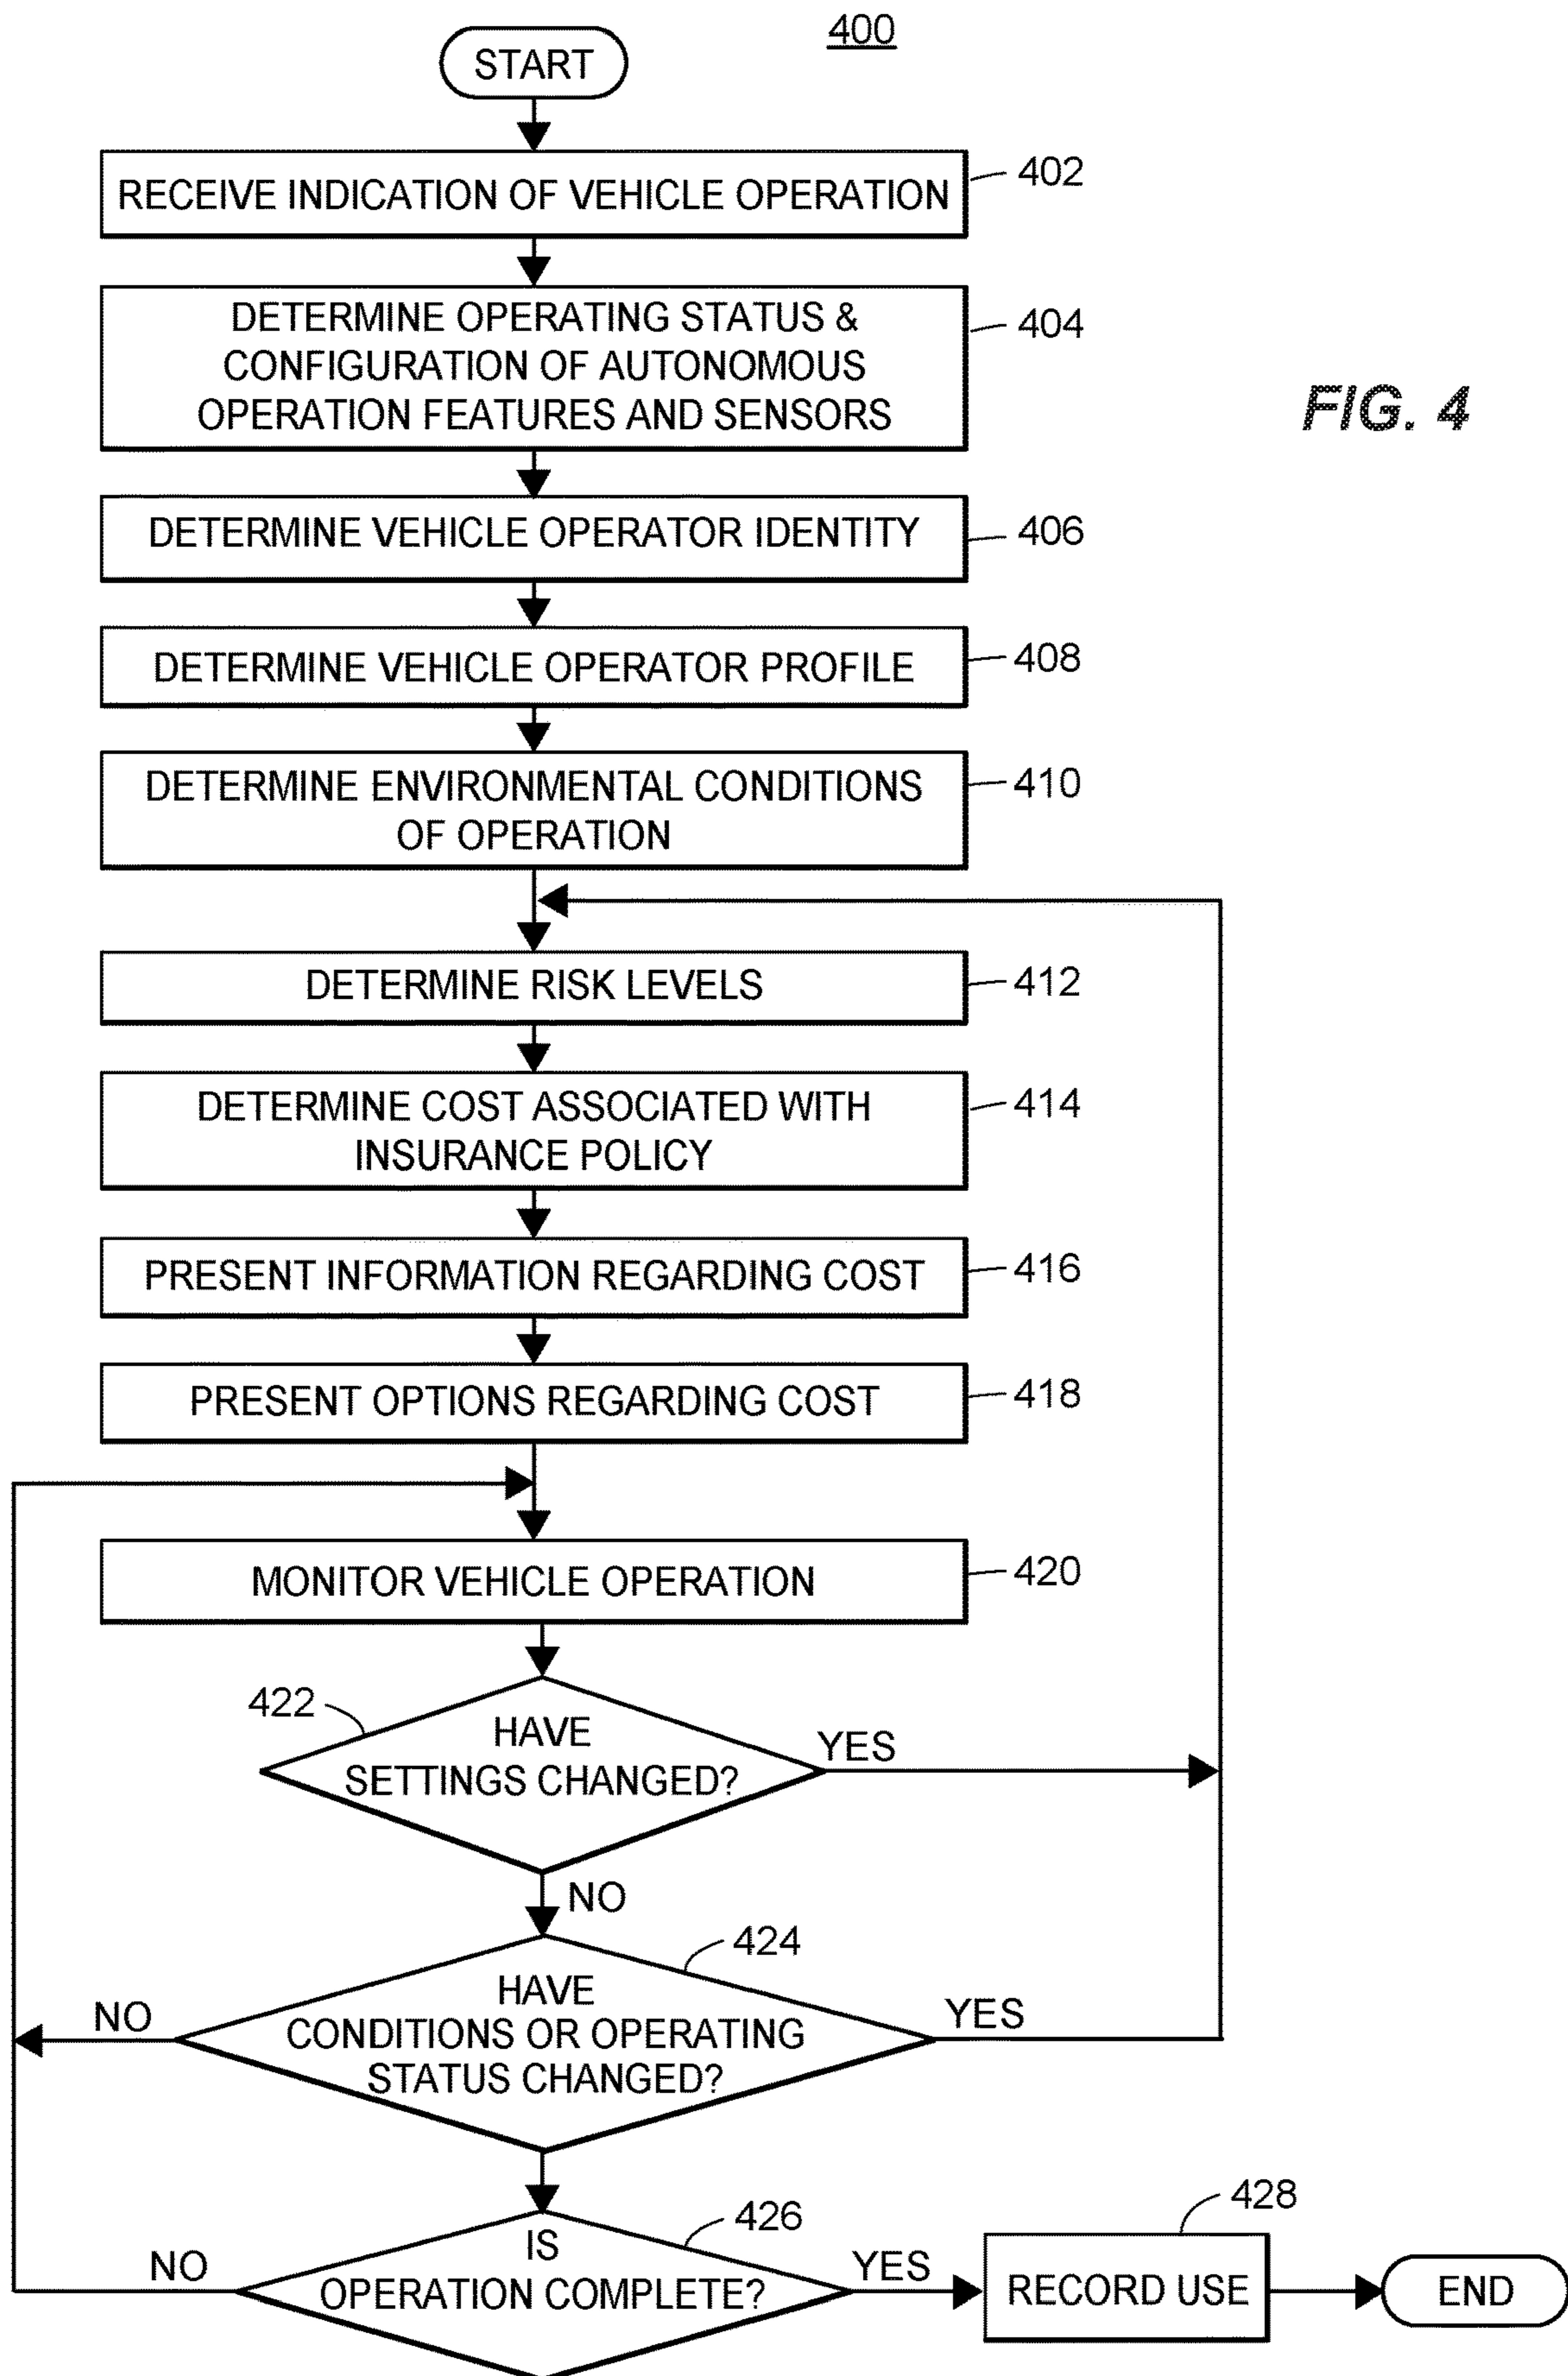 400
START
RECEIVE INDICATION OF VEHICLE OPERATION
402
DETERMINE OPERATING STATUS &
CONFIGURATION OF AUTONOMOUS
OPERATION FEATURES AND SENSORS
404
FIG. 4
DETERMINE VEHICLE OPERATOR IDENTITY
406
DETERMINE VEHICLE OPERATOR PROFILE
408
DETERMINE ENVIRONMENTAL CONDITIONS
OF OPERATION
410
DETERMINE RISK LEVELS
412
DETERMINE COST ASSOCIATED WITH
INSURANCE POLICY
414
PRESENT INFORMATION REGARDING COST
416
PRESENT OPTIONS REGARDING COST
418
MONITOR VEHICLE OPERATION
420
422
HAVE
SETTINGS CHANGED?
YES
NO
424
HAVE
CONDITIONS OR OPERATING
STATUS CHANGED?
NO
YES
426
IS
OPERATION COMPLETE?
NO
YES
428
RECORD USE
END